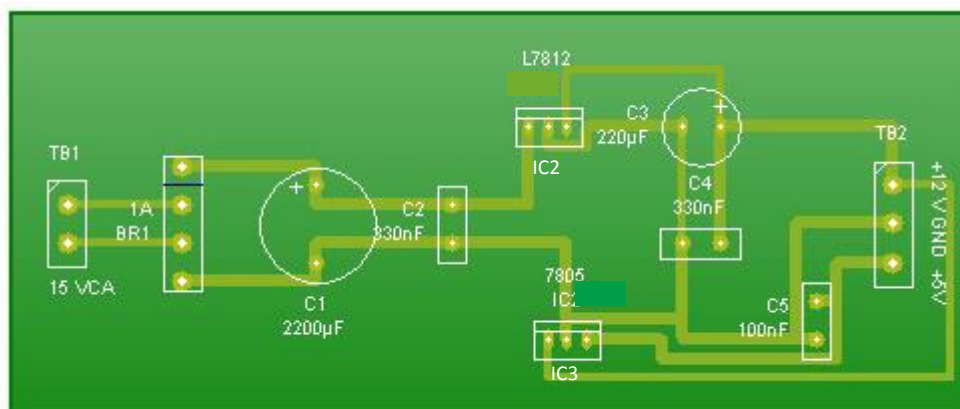 L7812
C3
220µF
IC2
TB1
1A
BR1
15 VCA
+
C1
2200µF
C2
330nF
C4
330nF
+
7805
IC2
IC3
C5
100nF
TB2
+12 V GND +5V